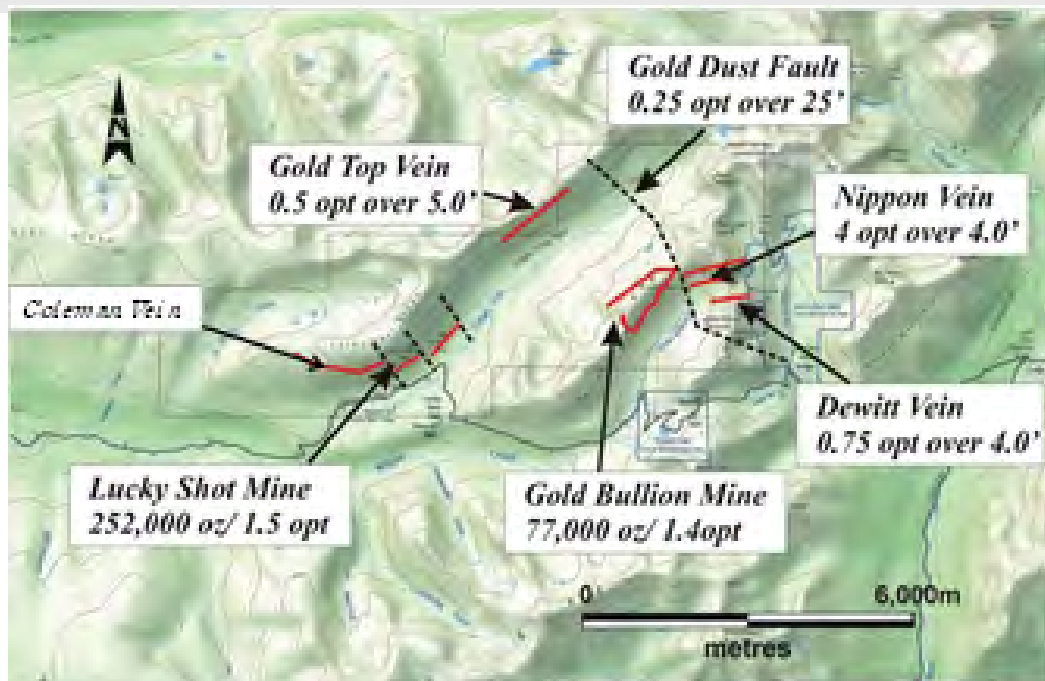 Gold Dust Fault
0.25 opt over 25'
N
Gold Top Vein
0.5 opt over 5.0'
Nippon Vein
4 opt over 4.0'
Coleman Vein
Dewitt Vein
0.75 opt over 4.0'
Lucky Shot Mine
252,000 oz/ 1.5 opt
Gold Bullion Mine
77,000 oz/ 1.4opt
0
6,000m
metres